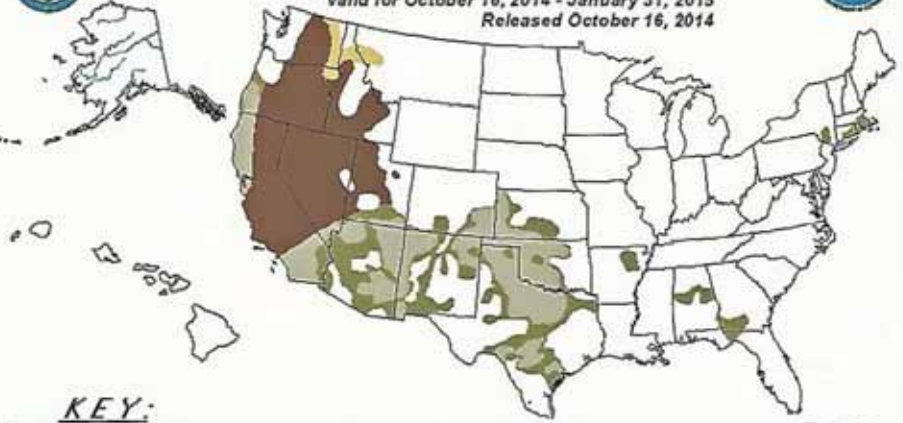 Valid for October 16, 2014 - January 31, 2015
Released October 16, 2014
KEY: